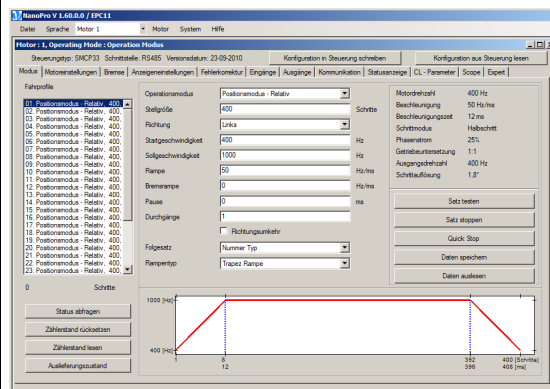 NanoPro V 1.60.0.0 / EPC11
Datei Sprache Motor 1 Motor System Hilfe
Motor : 1, Operating Mode : Operation Modus
Steuerungstyp: SMCP33 Schnittstelle: RS485 Versionsdatum: 23-09-2010 Konfiguration in Steuerung schreiben Konfiguration aus Steuerung lesen
Modus Motoreinstellungen Bremse Anzeigeneinstellungen Fehlerkorrektur Eingänge Ausgänge Kommunikation Statusanzeige CL - Parameter Scope Expert
Fahrprofile
01. Positionsmodus - Relativ, 400,
02. Positionsmodus - Relativ, 400,
03. Positionsmodus - Relativ, 400,
04. Positionsmodus - Relativ, 400,
05. Positionsmodus - Relativ, 400,
06. Positionsmodus - Relativ, 400,
07. Positionsmodus - Relativ, 400,
08. Positionsmodus - Relativ, 400,
09. Positionsmodus - Relativ, 400,
10. Positionsmodus - Relativ, 400,
11. Positionsmodus - Relativ, 400,
12. Positionsmodus - Relativ, 400,
13. Positionsmodus - Relativ, 400,
14. Positionsmodus - Relativ, 400,
15. Positionsmodus - Relativ, 400,
16. Positionsmodus - Relativ, 400,
17. Positionsmodus - Relativ, 400,
18. Positionsmodus - Relativ, 400,
19. Positionsmodus - Relativ, 400,
20. Positionsmodus - Relativ, 400,
21. Positionsmodus - Relativ, 400,
22. Positionsmodus - Relativ, 400,
23. Positionsmodus - Relativ, 400,
0 Schritte
Status abfragen
Zählerstand rücksetzen
Zählerstand lesen
Auslieferungszustand
Operationsmodus Positionsmodus - Relativ
Stellgröße 400 Schritte
Richtung Links
Startgeschwindigkeit 400 Hz
Sollgeschwindigkeit 1000 Hz
Rampe 50 Hz/ms
Bremsrampe 0 Hz/ms
Pause 0 ms
Durchgänge 1
Richtungsumkehr
Folgesatz Nummer Typ
Rampentyp Trapez Rampe
Motordrehzahl 400 Hz
Beschleunigung 50 Hz/ms
Beschleunigungszeit 12 ms
Schrittmodus Halbschritt
Phasenstrom 25%
Getriebeuntersetzung 1:1
Ausgangsdrehzahl 400 Hz
Schrittauflösung 1,8°
Satz testen
Satz stoppen
Quick Stop
Daten speichern
Daten auslesen
1000 [Hz]
400 [Hz]
1 8 392 400 [Schritte]
12 396 408 [ms]